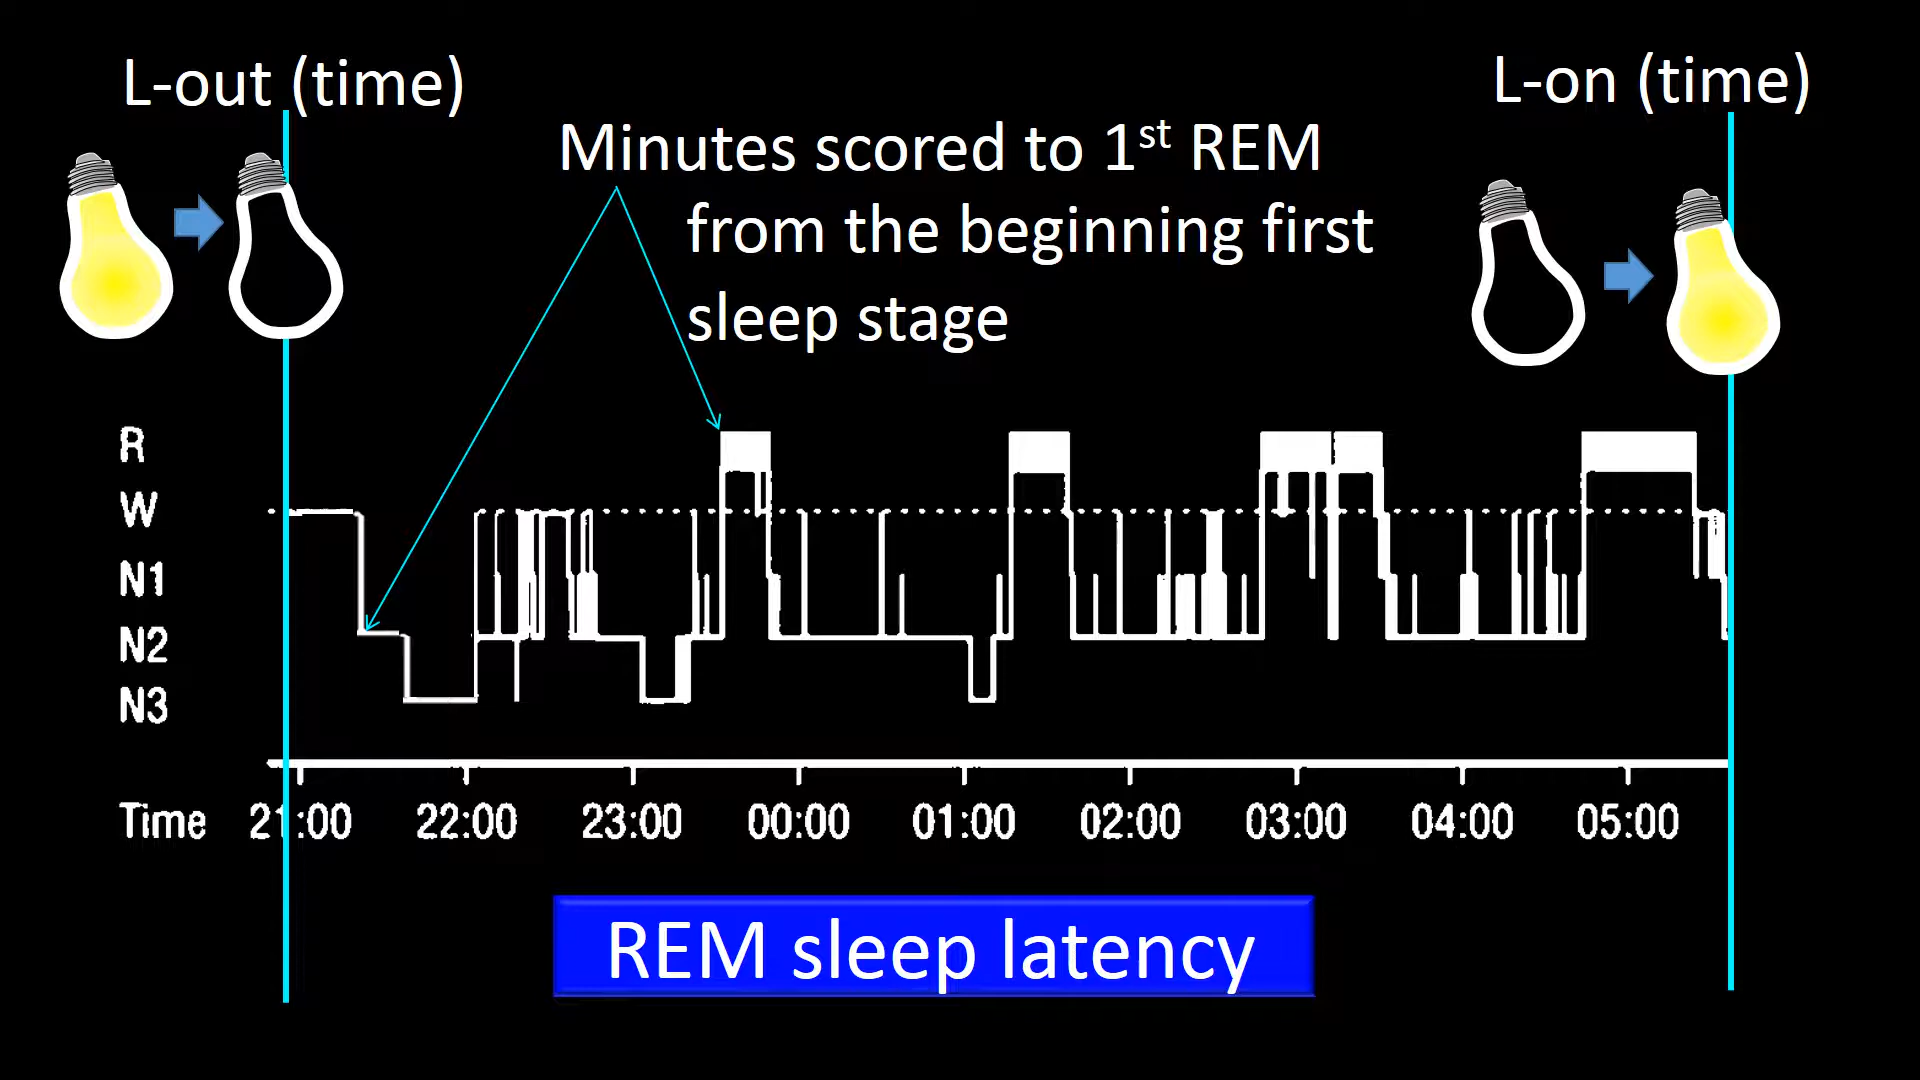 L-out (time)
L-on (time)
Minutes scored to 1st REM
from the beginning first
sleep stage
R
W
N1
N2
N3
Time 21:00 22:00 23:00 00:00 01:00 02:00 03:00 04:00 05:00
REM sleep latency